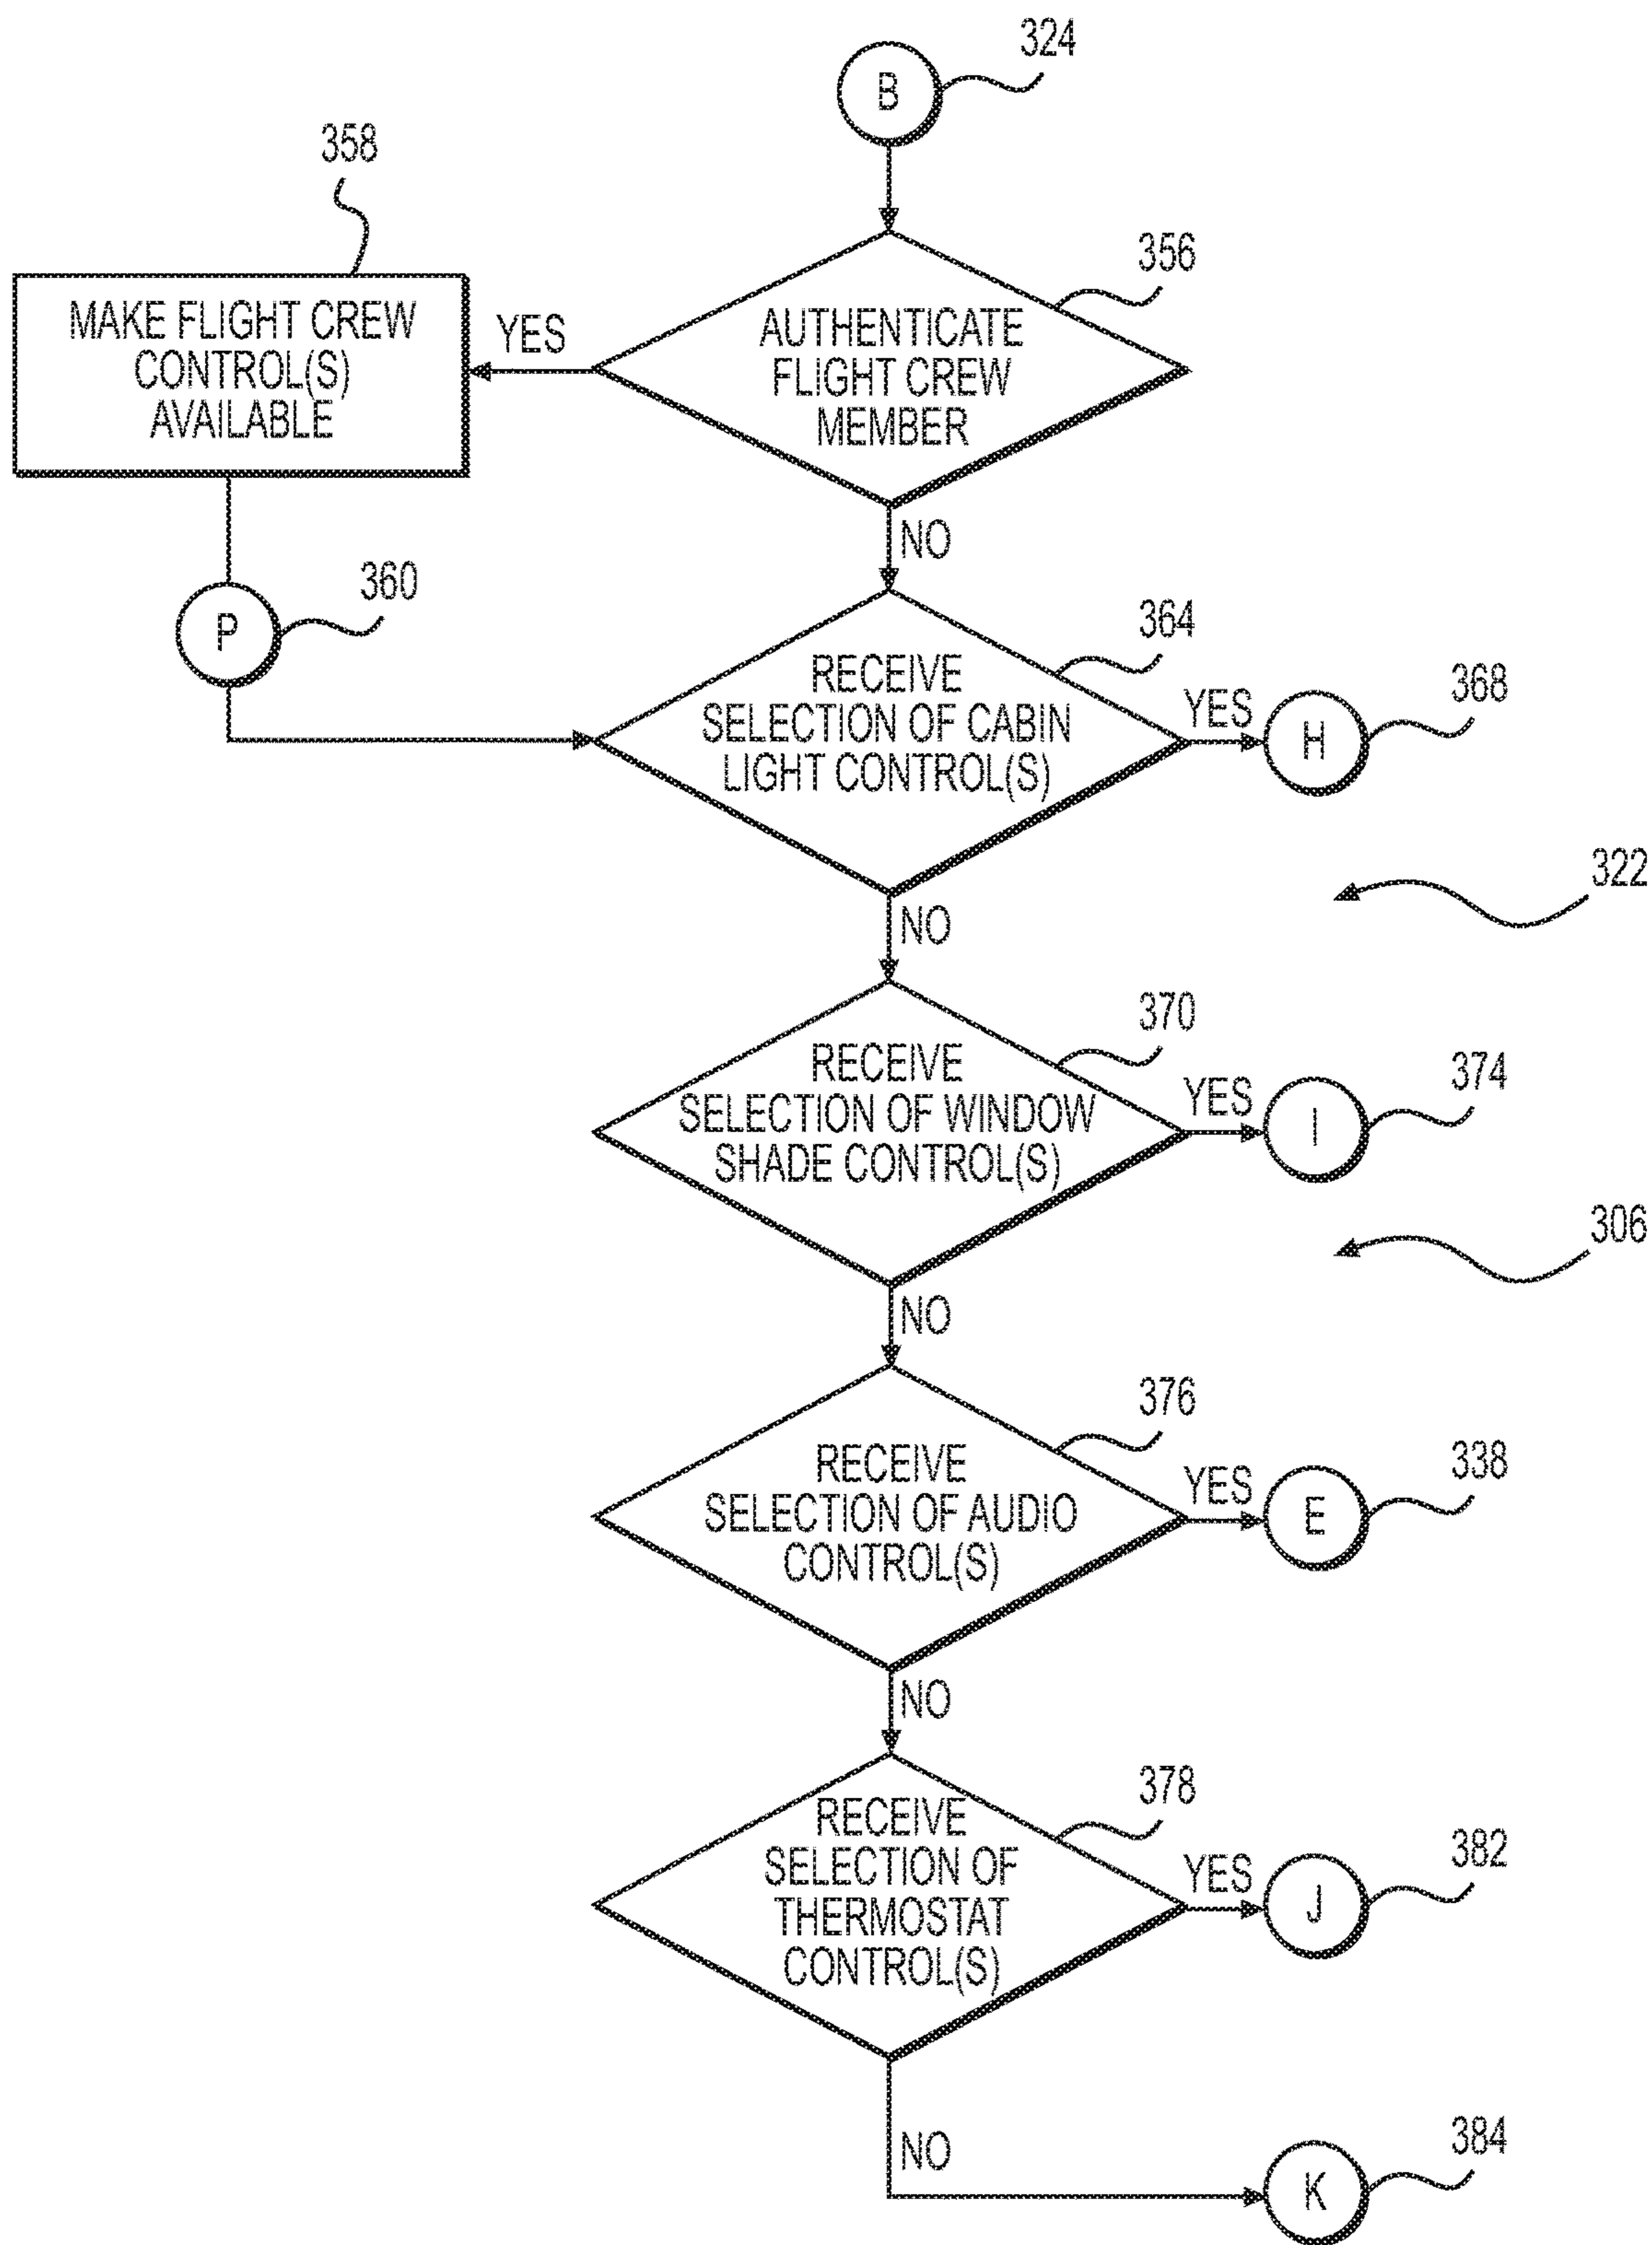 B
324
358
356
MAKE FLIGHT CREW
CONTROL(S)
AVAILABLE
YES
AUTHENTICATE
FLIGHT CREW
MEMBER
NO
P
360
364
RECEIVE
SELECTION OF CABIN
LIGHT CONTROL(S)
YES
H
368
322
NO
370
RECEIVE
SELECTION OF WINDOW
SHADE CONTROL(S)
YES
I
374
306
NO
376
RECEIVE
SELECTION OF AUDIO
CONTROL(S)
YES
E
338
NO
378
RECEIVE
SELECTION OF
THERMOSTAT
CONTROL(S)
YES
J
382
NO
K
384